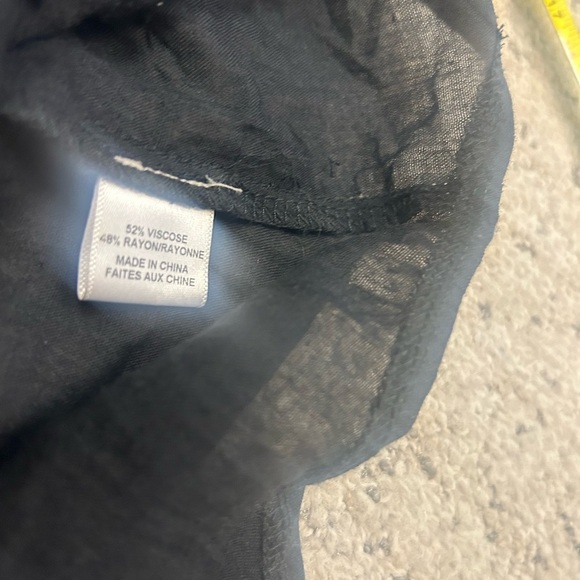 52% VISCOSE
48% RAYON/RAYONNE
MADE IN CHINA
FAITES AUX CHINE